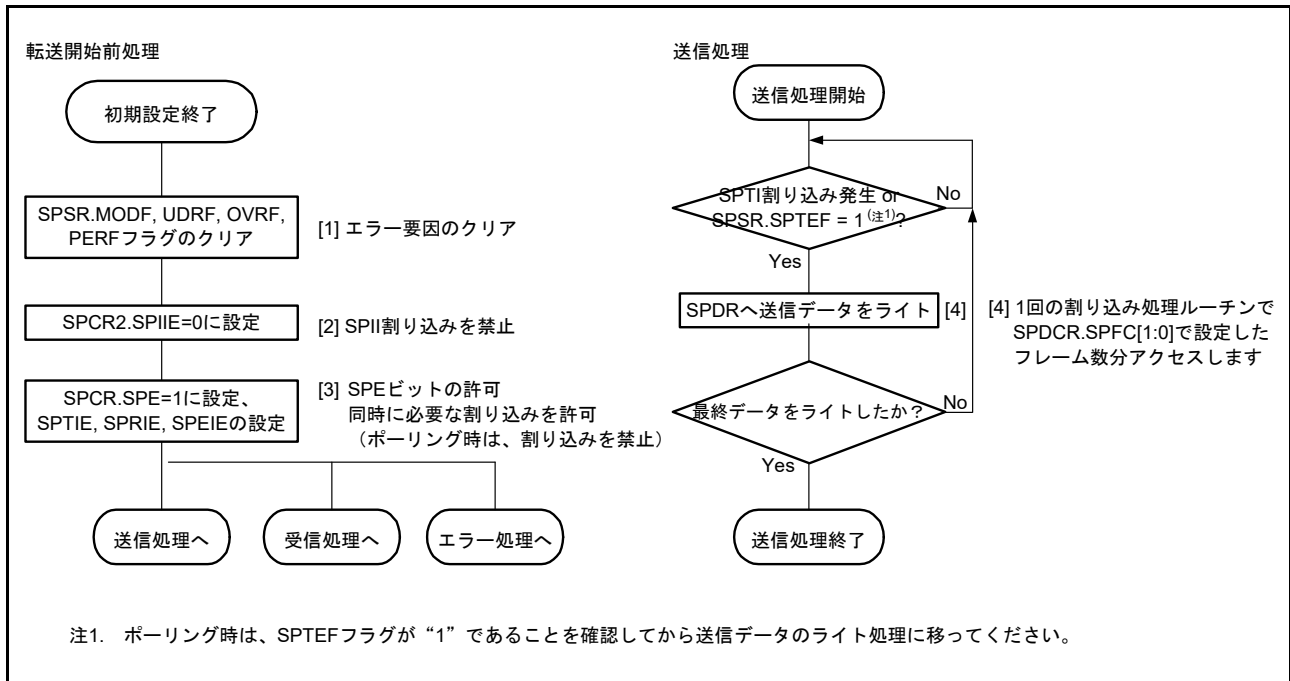 転送開始前処理
初期設定終了
SPSR.MODF, UDRF, OVRF,
PERFフラグのクリア
[1] エラー要因のクリア
SPCR2.SPIIE=0に設定
[2] SPII割り込みを禁止
SPCR.SPE=1に設定、
SPTIE, SPRIE, SPEIEの設定
[3] SPEビットの許可
同時に必要な割り込みを許可
（ポーリング時は、割り込みを禁止）
送信処理へ
受信処理へ
エラー処理へ
送信処理
送信処理開始
SPTI割り込み発生 or
SPSR.SPTEF = 1(注1)?
No
Yes
SPDRへ送信データをライト
[4]
[4] 1回の割り込み処理ルーチンで
SPDCR.SPFC[1:0]で設定した
フレーム数分アクセスします
最終データをライトしたか？
No
Yes
送信処理終了
注1. ポーリング時は、SPTEFフラグが“1”であることを確認してから送信データのライト処理に移ってください。